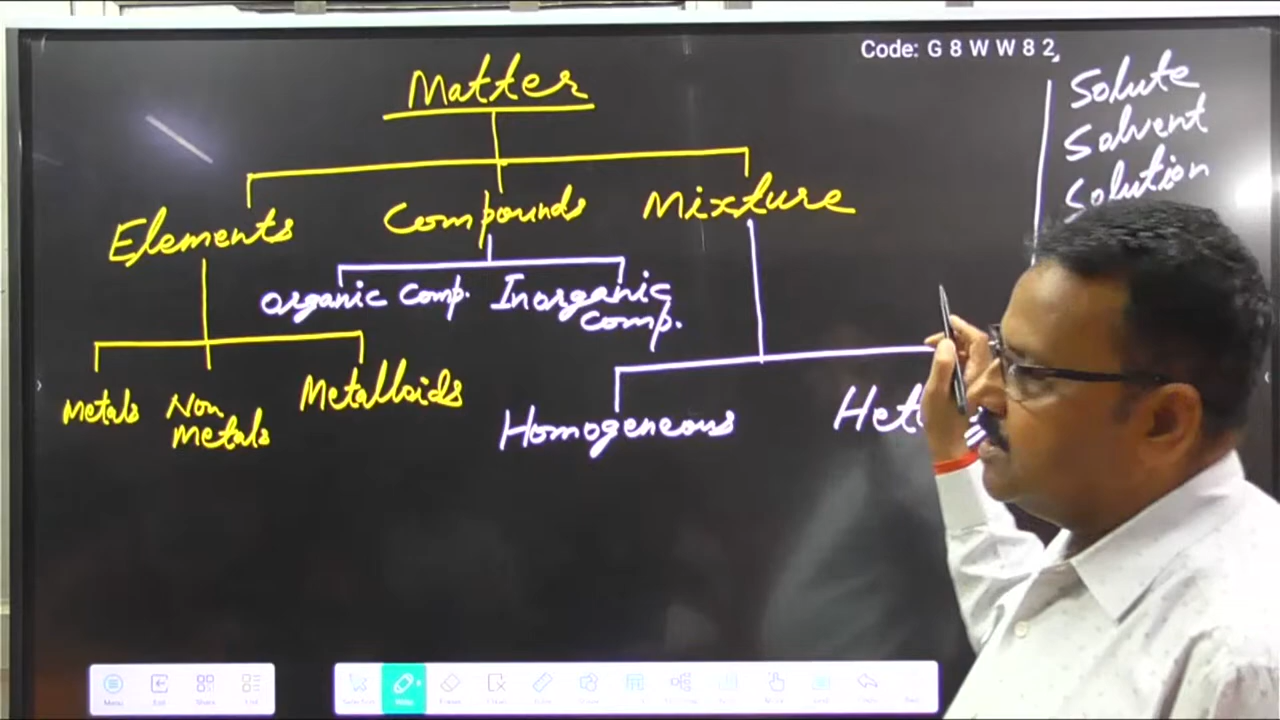 Code: G 8 W W 8 2
Matter
Solute
Solvent
Solution
Elements Compounds Mixture
Organic Comp. Inorganic
Comp.
Metals Non Metalloids
Metals
Homogeneous
Menu